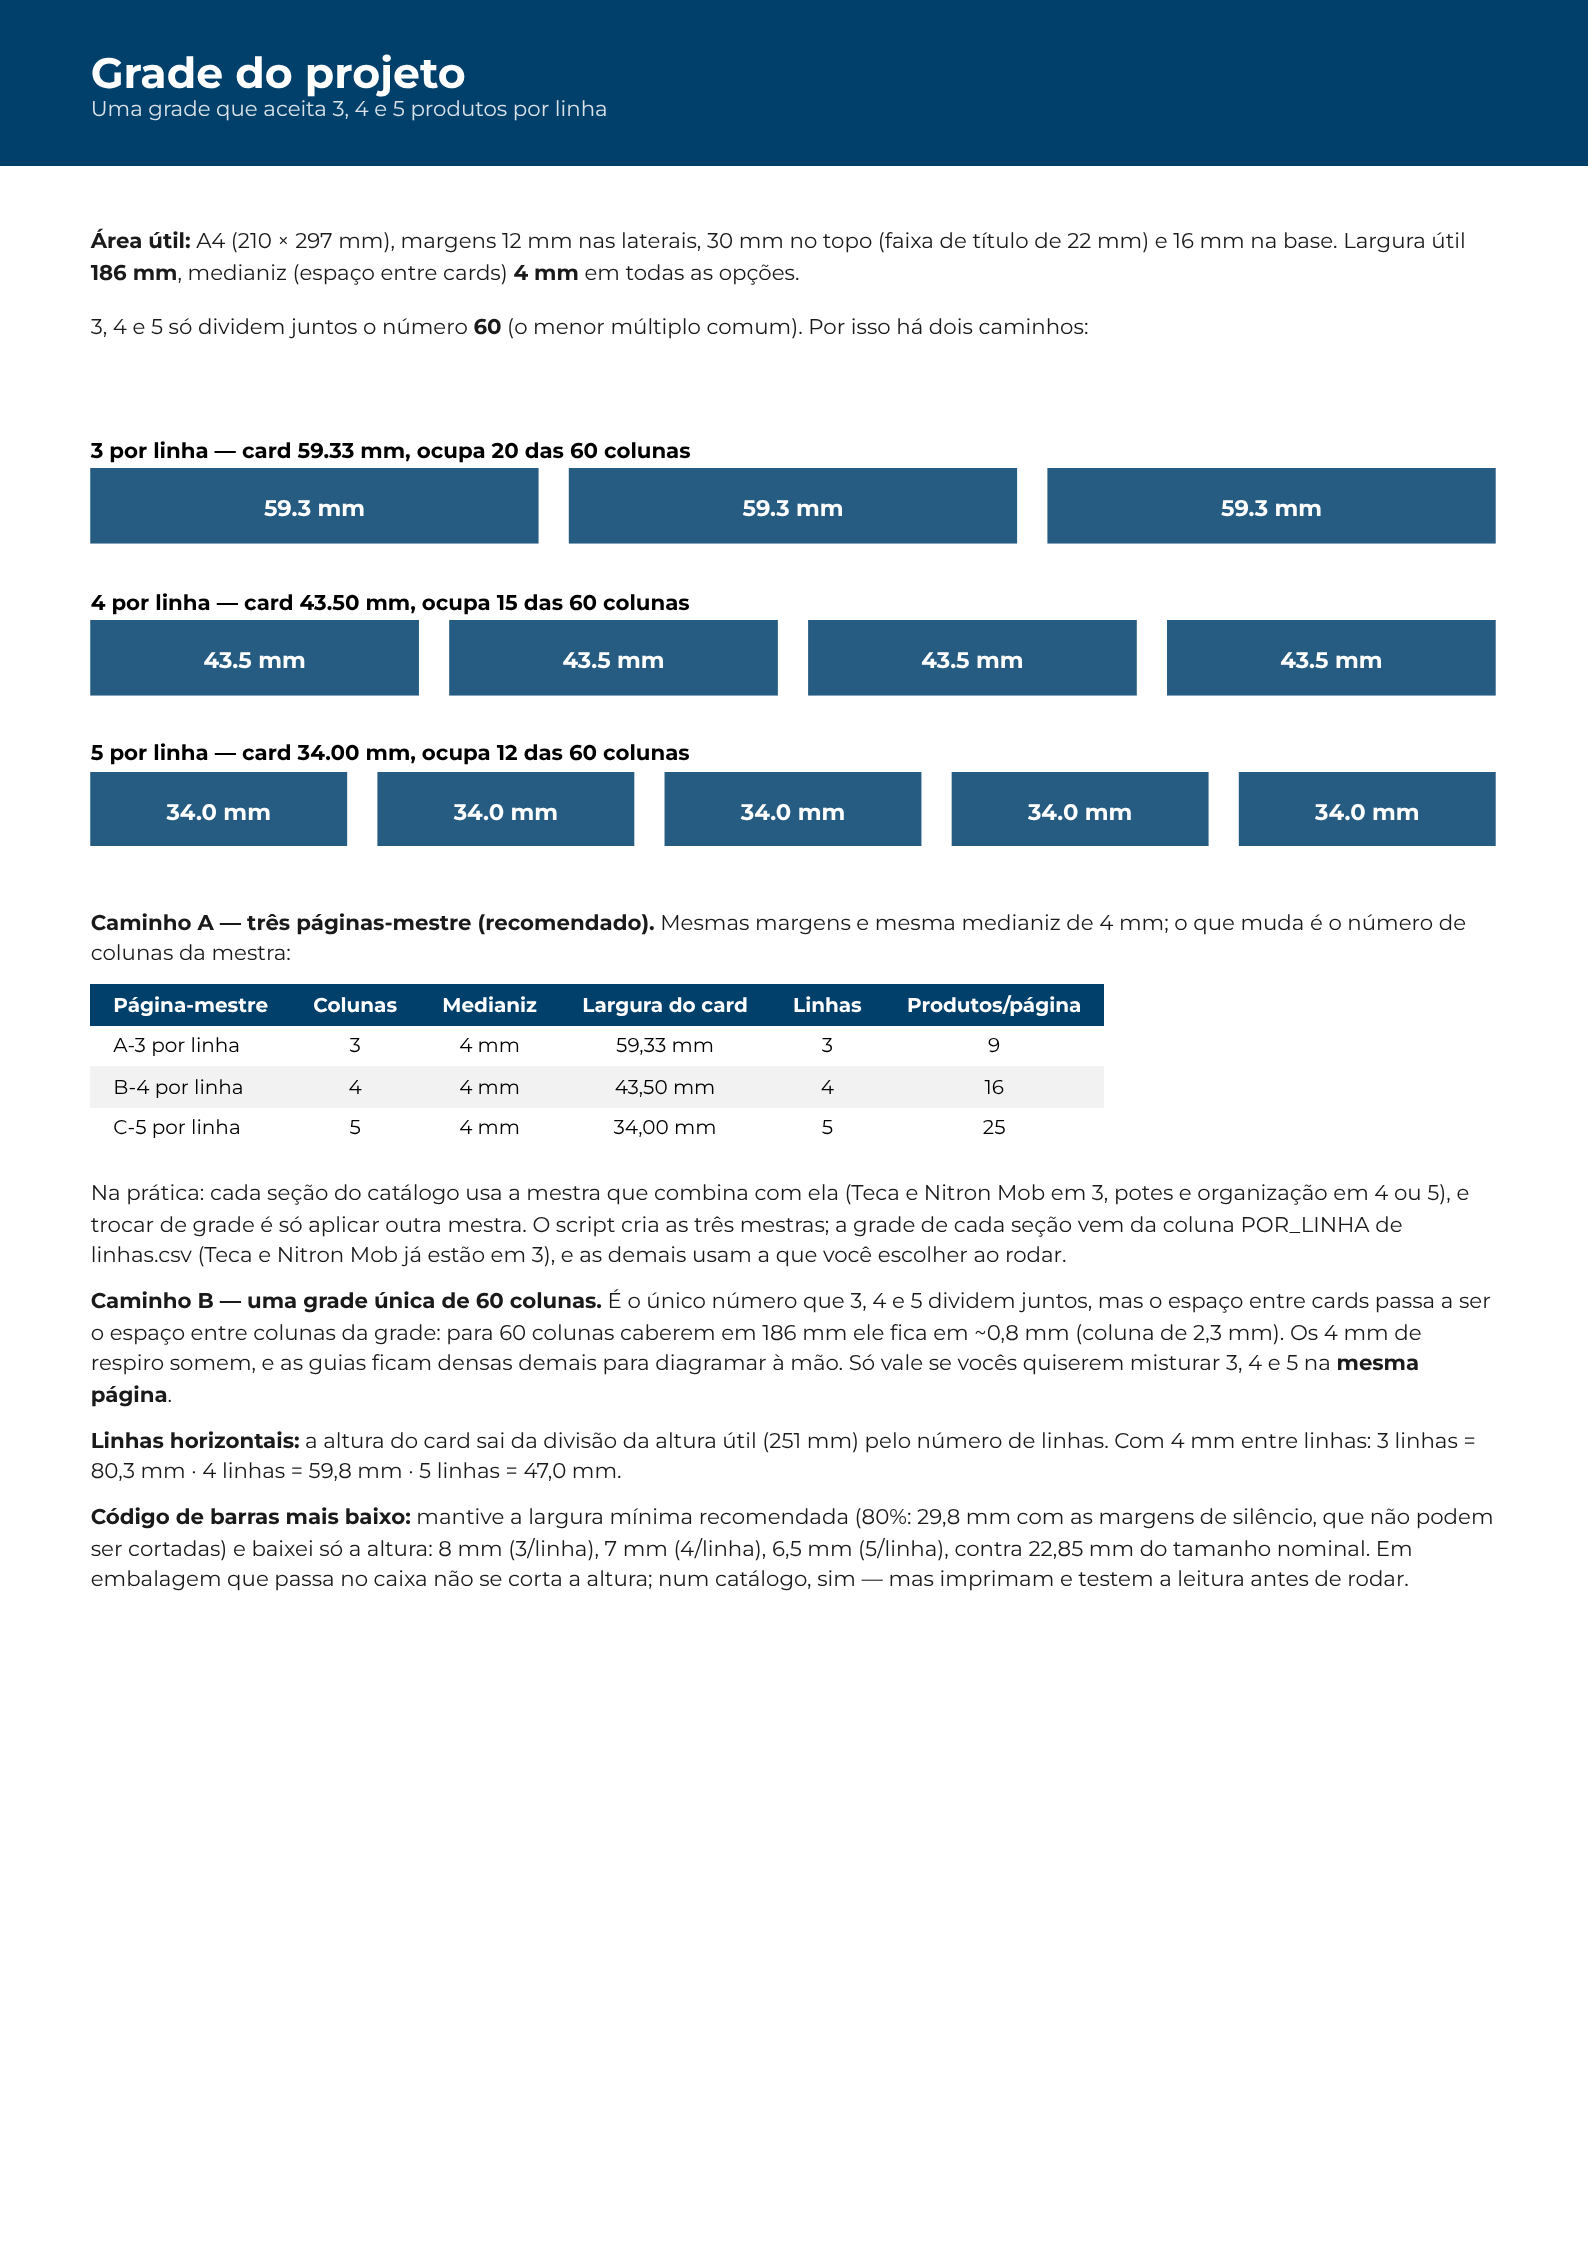 Grade do projeto
Uma grade que aceita 3, 4 e 5 produtos por linha
Área útil: A4 (210 × 297 mm), margens 12 mm nas laterais, 30 mm no topo (faixa de título de 22 mm) e 16 mm na base. Largura útil
186 mm, medianiz (espaço entre cards) 4 mm em todas as opções.
3, 4 e 5 só dividem juntos o número 60 (o menor múltiplo comum). Por isso há dois caminhos:
3 por linha — card 59.33 mm, ocupa 20 das 60 colunas
59.3 mm 59.3 mm 59.3 mm
4 por linha — card 43.50 mm, ocupa 15 das 60 colunas
43.5 mm 43.5 mm 43.5 mm 43.5 mm
5 por linha — card 34.00 mm, ocupa 12 das 60 colunas
34.0 mm 34.0 mm 34.0 mm 34.0 mm 34.0 mm
Caminho A — três páginas-mestre (recomendado). Mesmas margens e mesma medianiz de 4 mm; o que muda é o número de
colunas da mestra:
Página-mestre Colunas Medianiz Largura do card Linhas Produtos/página
A-3 por linha 3 4 mm 59,33 mm 3 9
B-4 por linha 4 4 mm 43,50 mm 4 16
C-5 por linha 5 4 mm 34,00 mm 5 25
Na prática: cada seção do catálogo usa a mestra que combina com ela (Teca e Nitron Mob em 3, potes e organização em 4 ou 5), e
trocar de grade é só aplicar outra mestra. O script cria as três mestras; a grade de cada seção vem da coluna POR_LINHA de
linhas.csv (Teca e Nitron Mob já estão em 3), e as demais usam a que você escolher ao rodar.
Caminho B — uma grade única de 60 colunas. É o único número que 3, 4 e 5 dividem juntos, mas o espaço entre cards passa a ser
o espaço entre colunas da grade: para 60 colunas caberem em 186 mm ele fica em ~0,8 mm (coluna de 2,3 mm). Os 4 mm de
respiro somem, e as guias ficam densas demais para diagramar à mão. Só vale se vocês quiserem misturar 3, 4 e 5 na mesma
página.
Linhas horizontais: a altura do card sai da divisão da altura útil (251 mm) pelo número de linhas. Com 4 mm entre linhas: 3 linhas =
80,3 mm · 4 linhas = 59,8 mm · 5 linhas = 47,0 mm.
Código de barras mais baixo: mantive a largura mínima recomendada (80%: 29,8 mm com as margens de silêncio, que não podem
ser cortadas) e baixei só a altura: 8 mm (3/linha), 7 mm (4/linha), 6,5 mm (5/linha), contra 22,85 mm do tamanho nominal. Em
embalagem que passa no caixa não se corta a altura; num catálogo, sim — mas imprimam e testem a leitura antes de rodar.